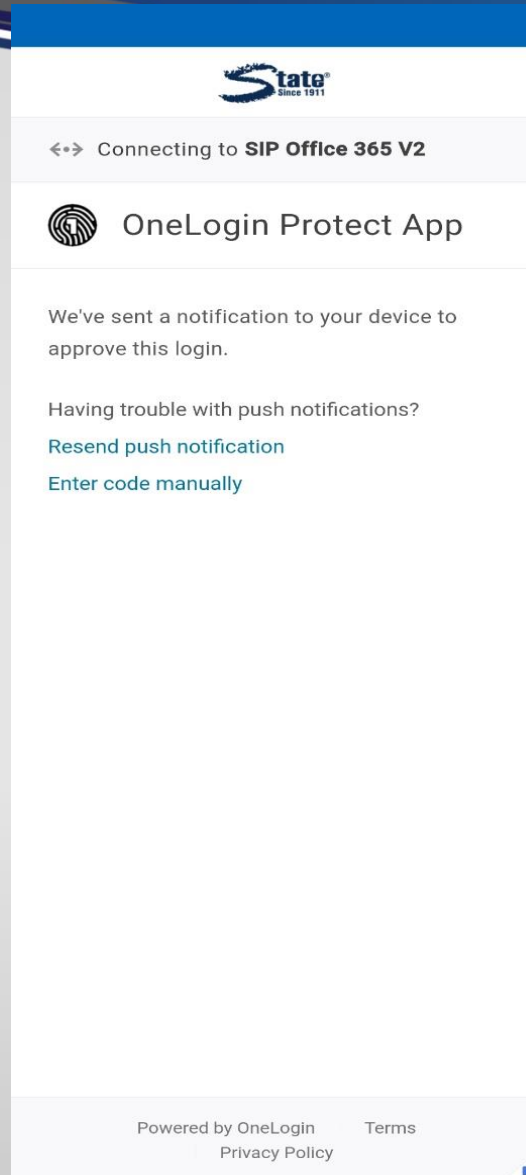 State®
Since 1911
Connecting to SIP Office 365 V2
1
OneLogin Protect App
We've sent a notification to your device to
approve this login.
Having trouble with push notifications?
Resend push notification
Enter code manually
Powered by OneLogin Terms
Privacy Policy